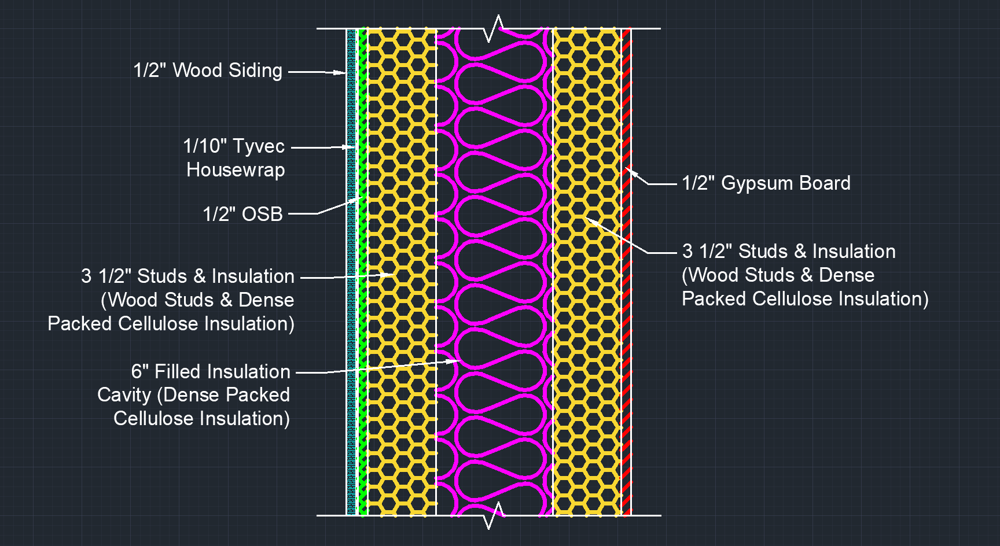 1/2" Wood Siding
1/10" Tyvec
Housewrap
1/2" OSB
3 1/2" Studs & Insulation
(Wood Studs & Dense
Packed Cellulose Insulation)
6" Filled Insulation
Cavity (Dense Packed
Cellulose Insulation)
1/2" Gypsum Board
3 1/2" Studs & Insulation
(Wood Studs & Dense
Packed Cellulose Insulation)